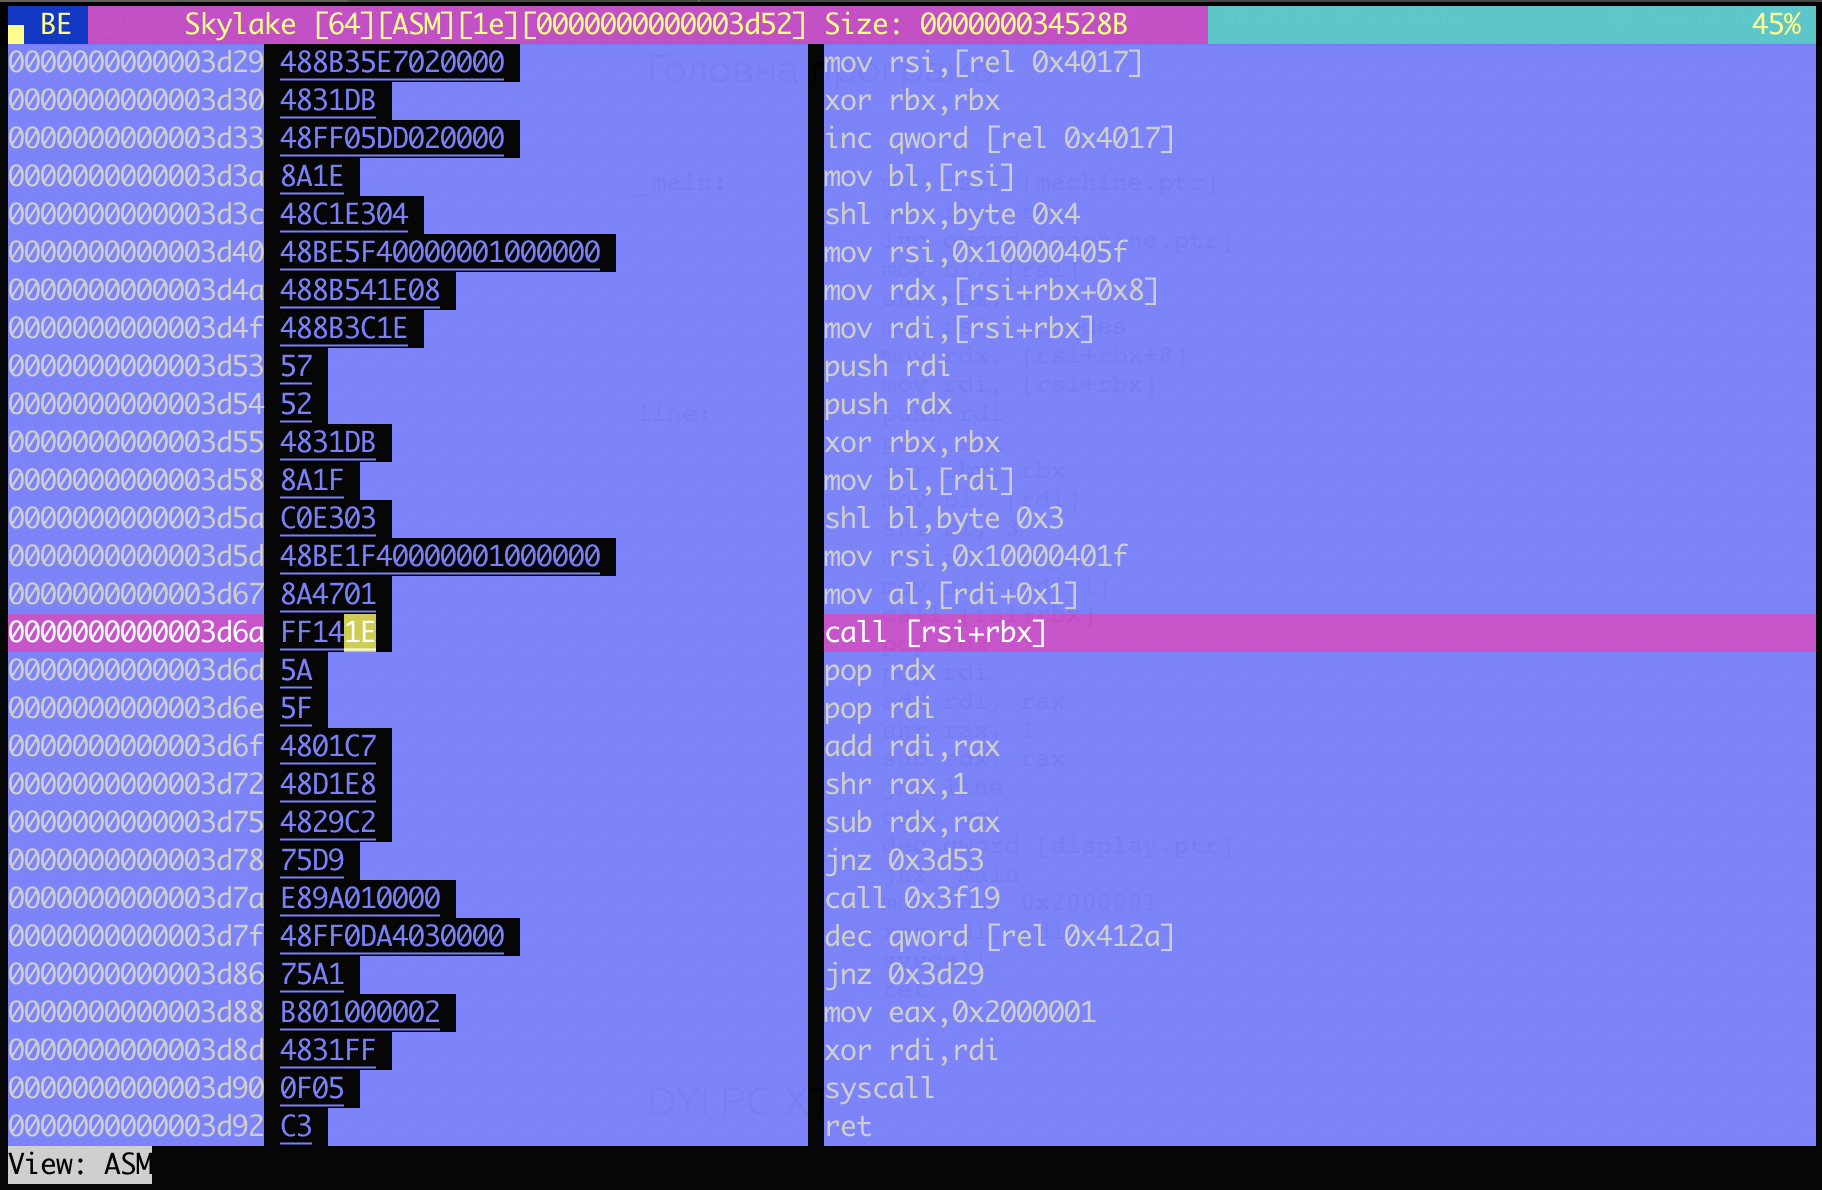 BE Skylake [64][ASM][1e][0000000000003d52] Size: 000000034528B 45%
0000000000003d29 488B35E7020000 mov rsi,[rel 0x4017]
0000000000003d30 4831DB xor rbx,rbx
0000000000003d33 48FF05DD020000 inc qword [rel 0x4017]
0000000000003d3a 8A1E mov bl,[rsi]
0000000000003d3c 48C1E304 shl rbx,byte 0x4
0000000000003d40 48BE5F40000001000000 mov rsi,0x10000405f
0000000000003d4a 488B541E08 mov rdx,[rsi+rbx+0x8]
0000000000003d4f 488B3C1E mov rdi,[rsi+rbx]
0000000000003d53 57 push rdi
0000000000003d54 52 push rdx
0000000000003d55 4831DB xor rbx,rbx
0000000000003d58 8A1F mov bl,[rdi]
0000000000003d5a C0E303 shl bl,byte 0x3
0000000000003d5d 48BE1F40000001000000 mov rsi,0x10000401f
0000000000003d67 8A4701 mov al,[rdi+0x1]
0000000000003d6a FF141E call [rsi+rbx]
0000000000003d6d 5A pop rdx
0000000000003d6e 5F pop rdi
0000000000003d6f 4801C7 add rdi,rax
0000000000003d72 48D1E8 shr rax,1
0000000000003d75 4829C2 sub rdx,rax
0000000000003d78 75D9 jnz 0x3d53
0000000000003d7a E89A010000 call 0x3f19
0000000000003d7f 48FF0DA4030000 dec qword [rel 0x412a]
0000000000003d86 75A1 jnz 0x3d29
0000000000003d88 B801000002 mov eax,0x2000001
0000000000003d8d 4831FF xor rdi,rdi
0000000000003d90 0F05 syscall
0000000000003d92 C3 ret
View: ASM